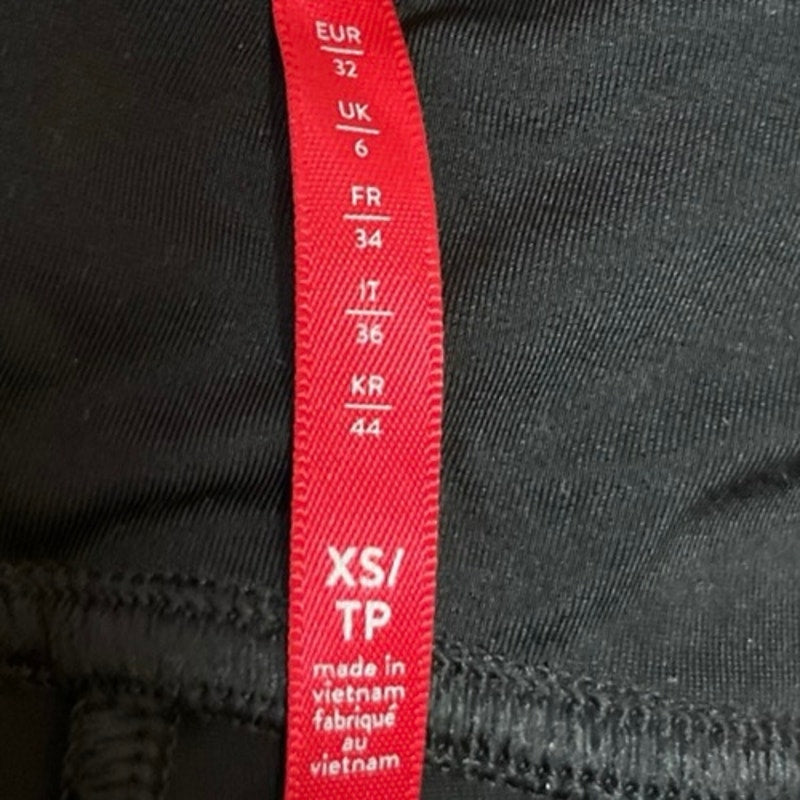 EUR
32
UK
6
FR
34
IT
36
KR
44
XS/
TP
made in
vietnam
fabriqué
au
vietnam